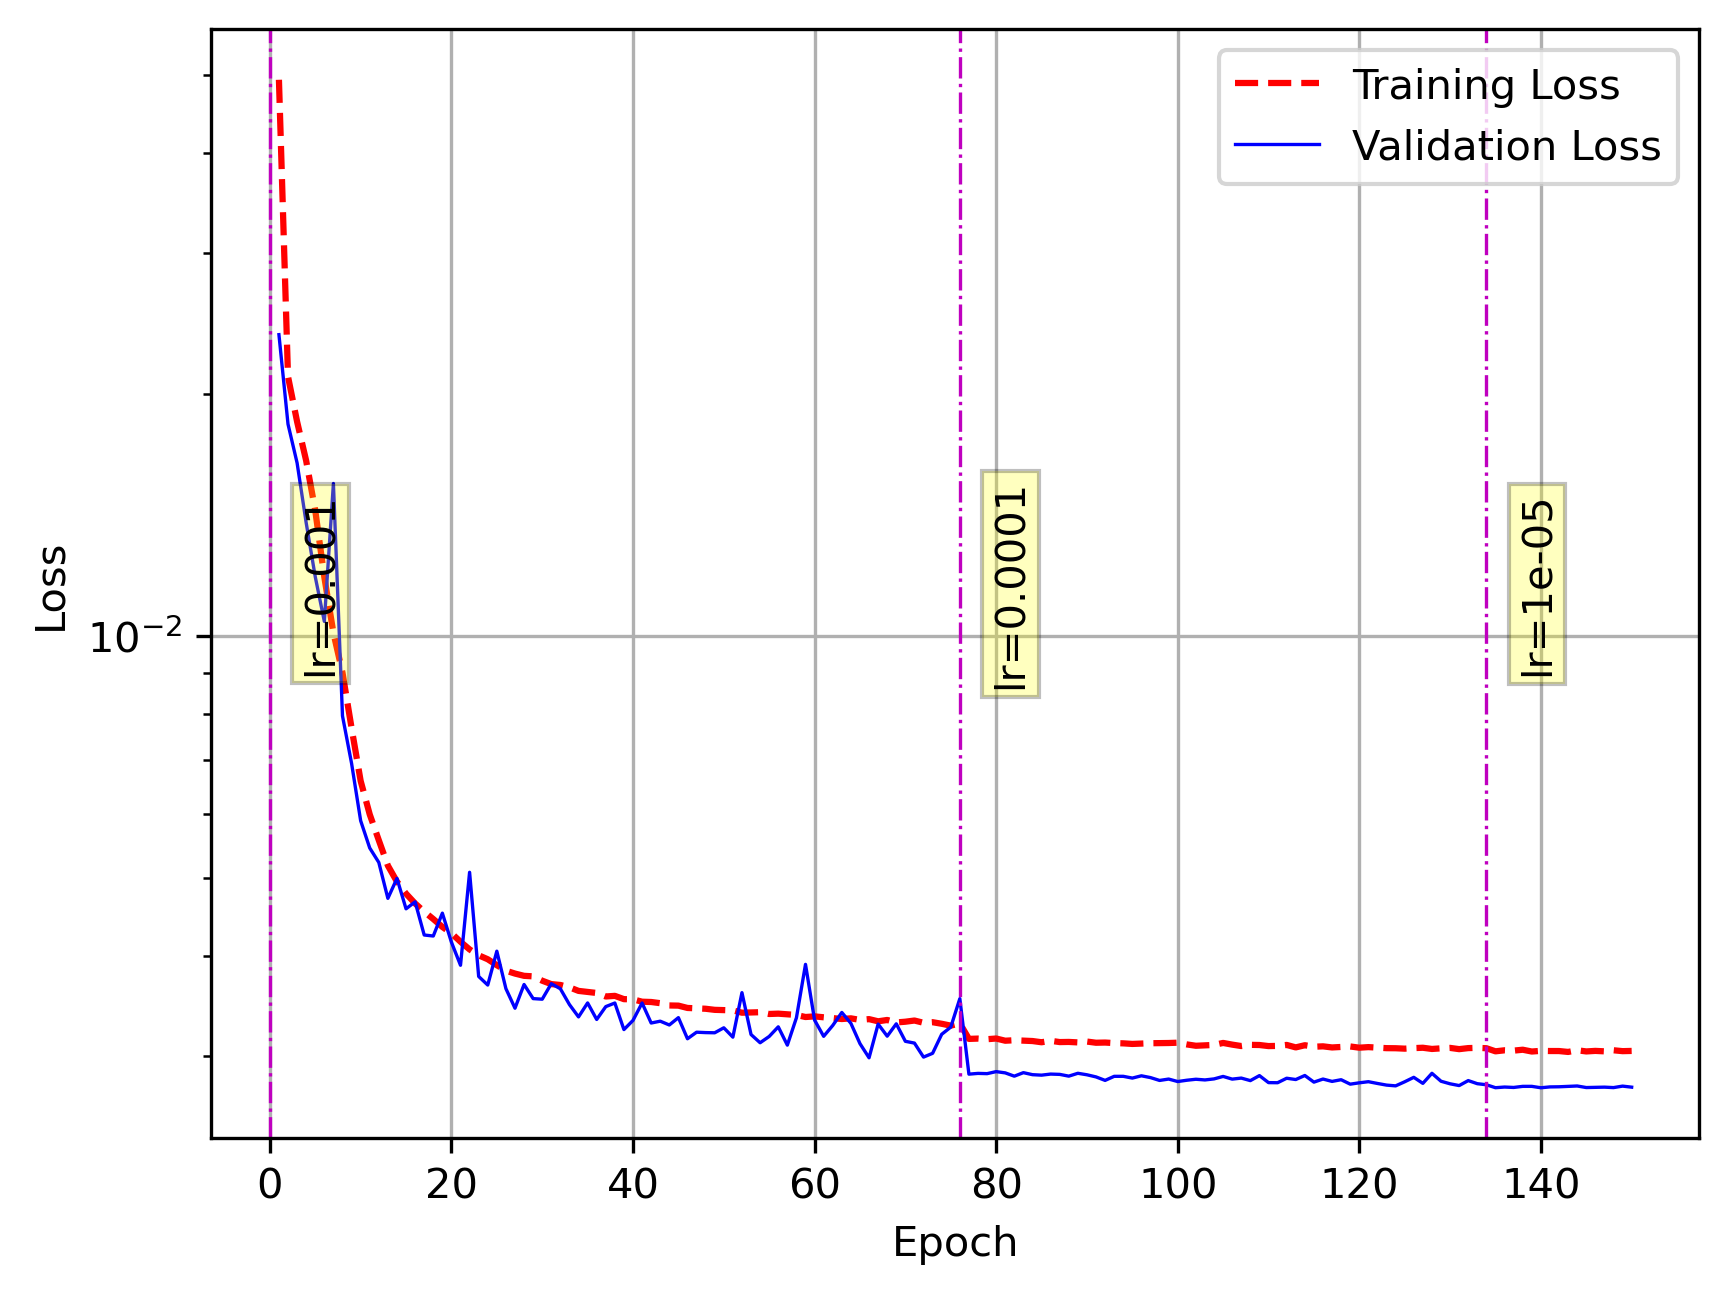 Training Loss
Validation Loss
Loss
10⁻²
lr=0.001
lr=0.0001
lr=1e-05
0 20 40 60 80 100 120 140
Epoch